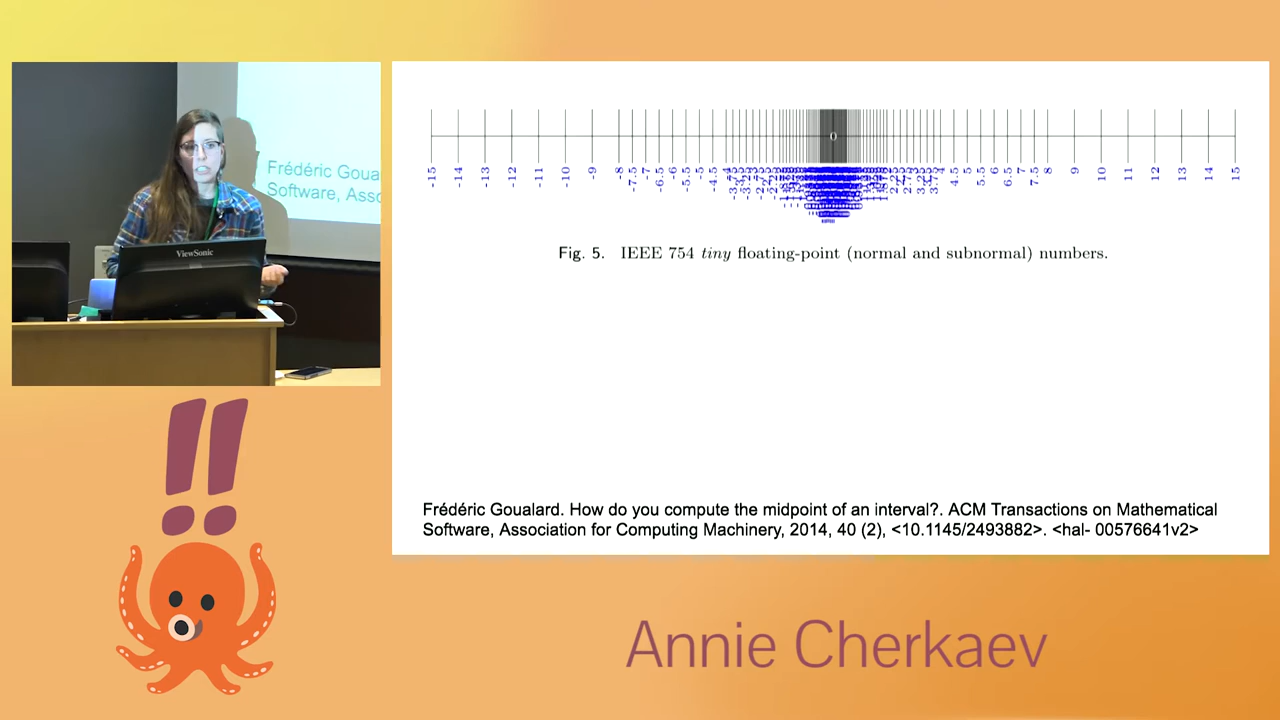 Frédéric Goua
Software, Asso
ViewSonic
0
-15 -14 -13 -12 -11 -10 -9 -8 -7.5 -7 -6.5 -6 -5.5 -5 -4.5 -4 4 4.5 5 5.5 6 6.5 7 7.5 8 9 10 11 12 13 14 15
Fig. 5. IEEE 754 tiny floating-point (normal and subnormal) numbers.
Frédéric Goualard. How do you compute the midpoint of an interval?. ACM Transactions on Mathematical
Software, Association for Computing Machinery, 2014, 40 (2), <10.1145/2493882>. <hal- 00576641v2>
!!
Annie Cherkaev